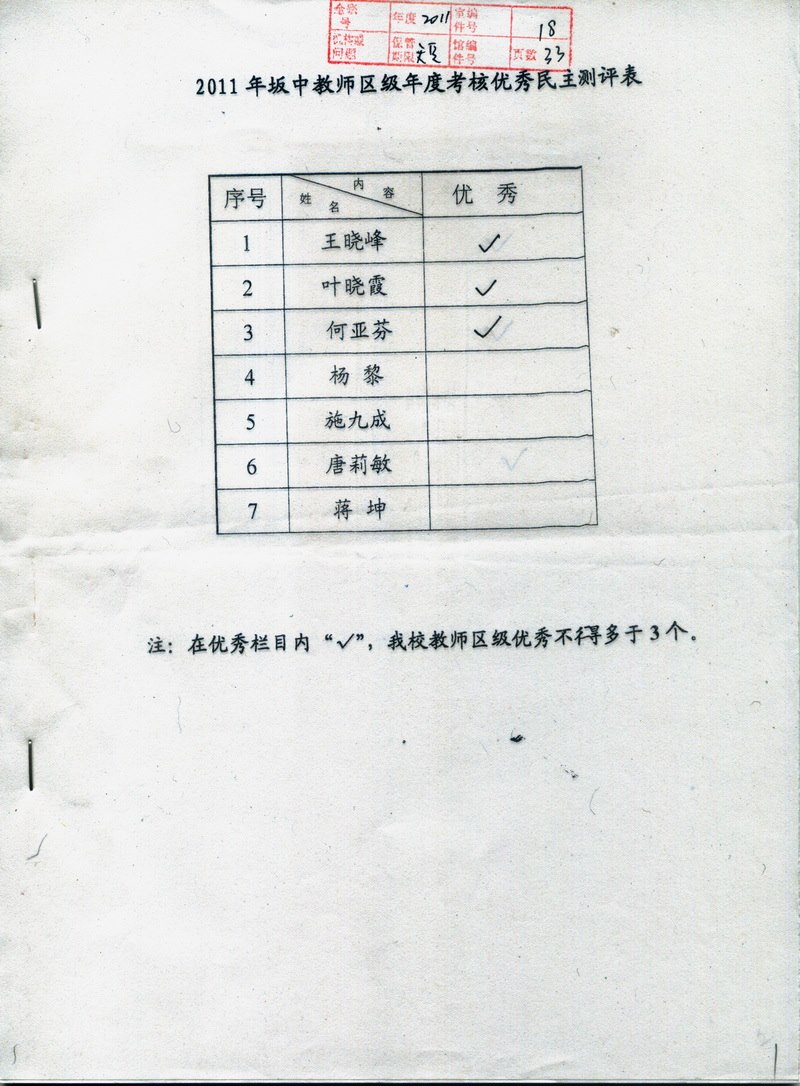 年度 2011 室编件号 18
保管期限 馆编件号 页数 33
2011年坂中教师区级年度考核优秀民主测评表
序号 内容 姓名 优 秀
1 王晓峰 ✓
2 叶晓霞 ✓
3 何亚芬 ✓
4 杨 黎
5 施九成
6 唐莉敏
7 蒋 坤
注：在优秀栏目内“✓”，我校教师区级优秀不得多于3个。